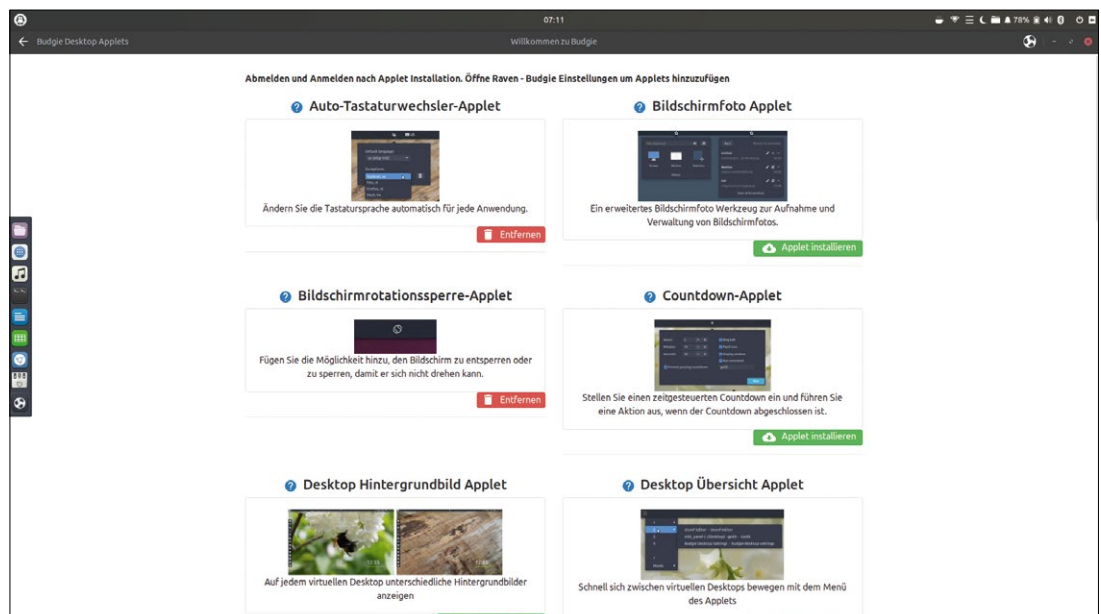 07:11
78%
Budgie Desktop Applets
Willkommen zu Budgie
Abmelden und Anmelden nach Applet Installation. Öffne Raven - Budgie Einstellungen um Applets hinzuzufügen
Auto-Tastaturwechsler-Applet
Ändern Sie die Tastatursprache automatisch für jede Anwendung.
Entfernen
Bildschirmfoto Applet
Ein erweitertes Bildschirmfoto Werkzeug zur Aufnahme und
Verwaltung von Bildschirmfotos.
Applet installieren
Bildschirmrotationssperre-Applet
Fügen Sie die Möglichkeit hinzu, den Bildschirm zu entsperren oder
zu sperren, damit er sich nicht drehen kann.
Entfernen
Countdown-Applet
Stellen Sie einen zeitgesteuerten Countdown ein und führen Sie
eine Aktion aus, wenn der Countdown abgeschlossen ist.
Applet installieren
Desktop Hintergrundbild Applet
Auf jedem virtuellen Desktop unterschiedliche Hintergrundbilder
anzeigen
Desktop Übersicht Applet
Schnell sich zwischen virtuellen Desktops bewegen mit dem Menü
des Applets